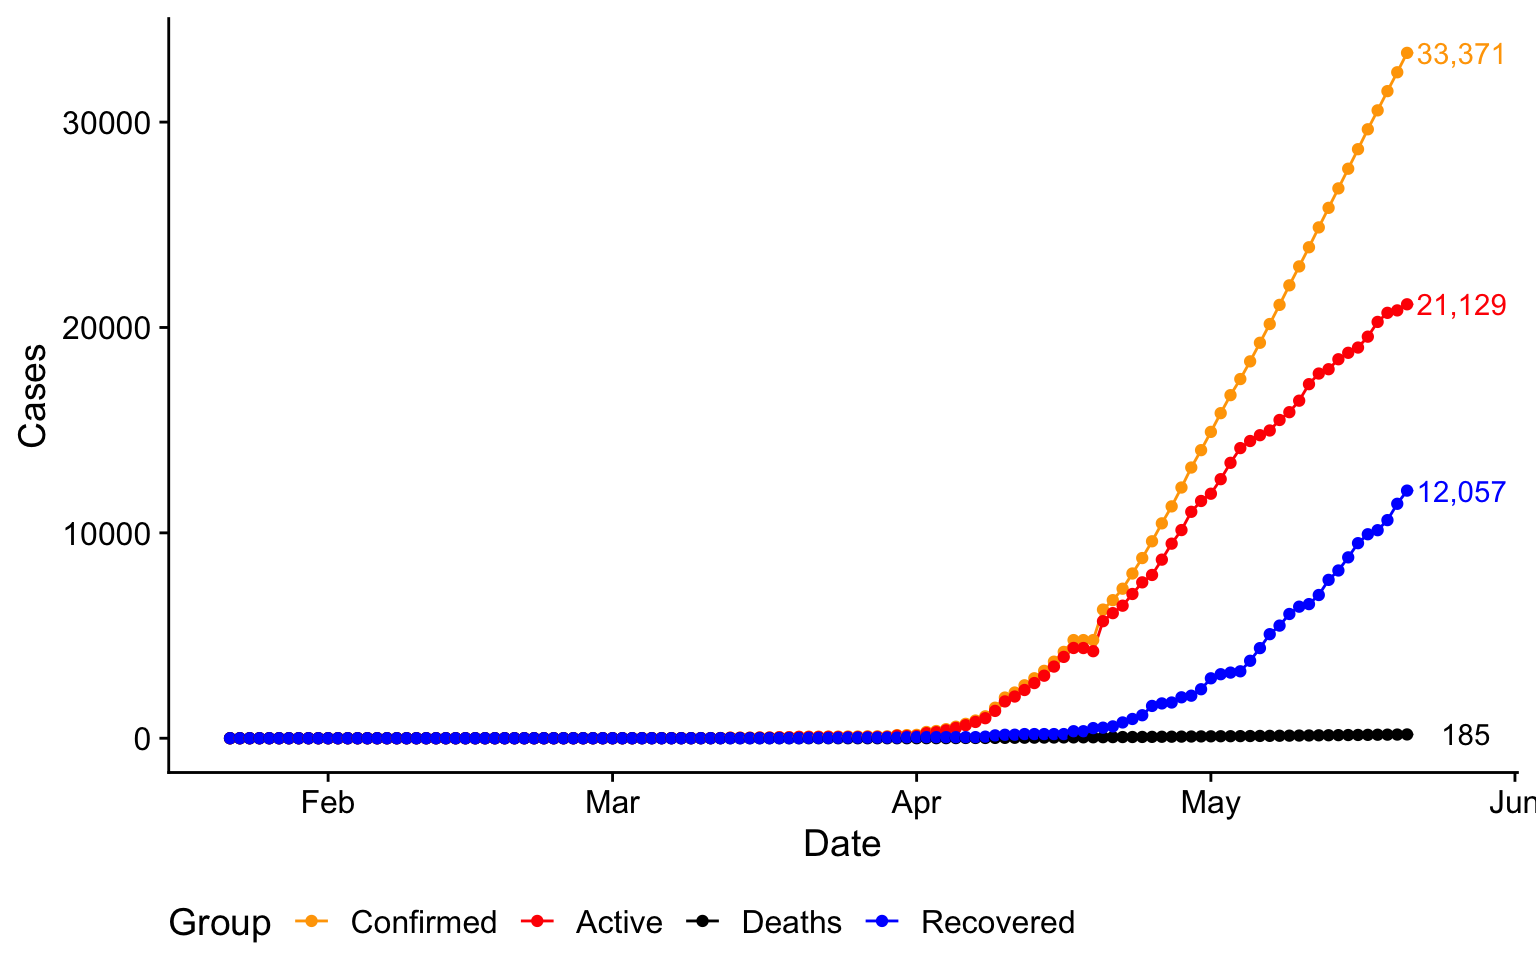 33,371
30000
21,129
20000
Cases
12,057
10000
185
0
Feb Mar Apr May Jun
Date
Group Confirmed Active Deaths Recovered